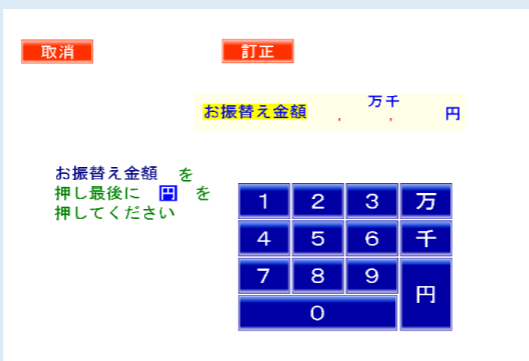 取消 訂正
万千
お振替え金額 , , 円
お振替え金額 を
押し最後に 円 を
押してください
1 2 3 万
4 5 6 千
7 8 9
円
0